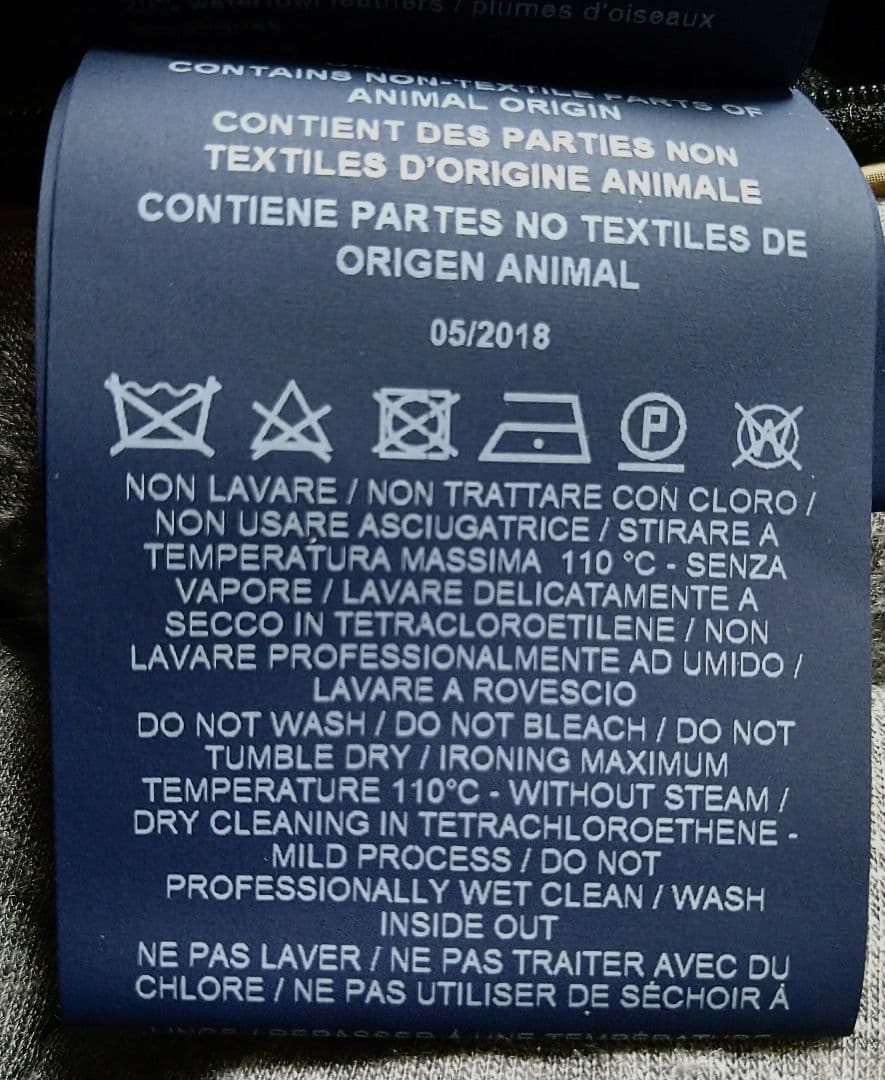 plumes d'oiseaux
CONTAINS NON-TEXTILE PARTS OF
ANIMAL ORIGIN
CONTIENT DES PARTIES NON
TEXTILES D'ORIGINE ANIMALE
CONTIENE PARTES NO TEXTILES DE
ORIGEN ANIMAL
05/2018
P W
NON LAVARE / NON TRATTARE CON CLORO /
NON USARE ASCIUGATRICE / STIRARE A
TEMPERATURA MASSIMA 110 °C - SENZA
VAPORE / LAVARE DELICATAMENTE A
SECCO IN TETRACLOROETILENE / NON
LAVARE PROFESSIONALMENTE AD UMIDO /
LAVARE A ROVESCIO
DO NOT WASH / DO NOT BLEACH / DO NOT
TUMBLE DRY / IRONING MAXIMUM
TEMPERATURE 110°C - WITHOUT STEAM /
DRY CLEANING IN TETRACHLOROETHENE -
MILD PROCESS / DO NOT
PROFESSIONALLY WET CLEAN / WASH
INSIDE OUT
NE PAS LAVER / NE PAS TRAITER AVEC DU
CHLORE / NE PAS UTILISER DE SÉCHOIR À